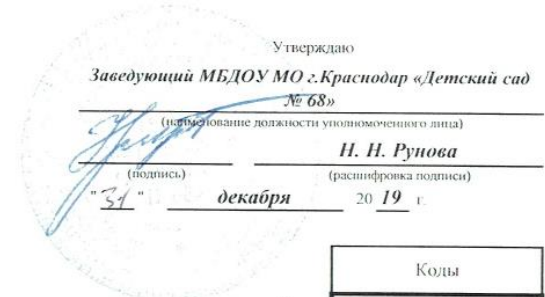 Утверждаю
Заведующий МБДОУ МО г.Краснодар «Детский сад
№ 68»
(наименование должности уполномоченного лица)
Н. Н. Рунова
(подпись) (расшифровка подписи)
" 31 " декабря 20 19 г.
Коды